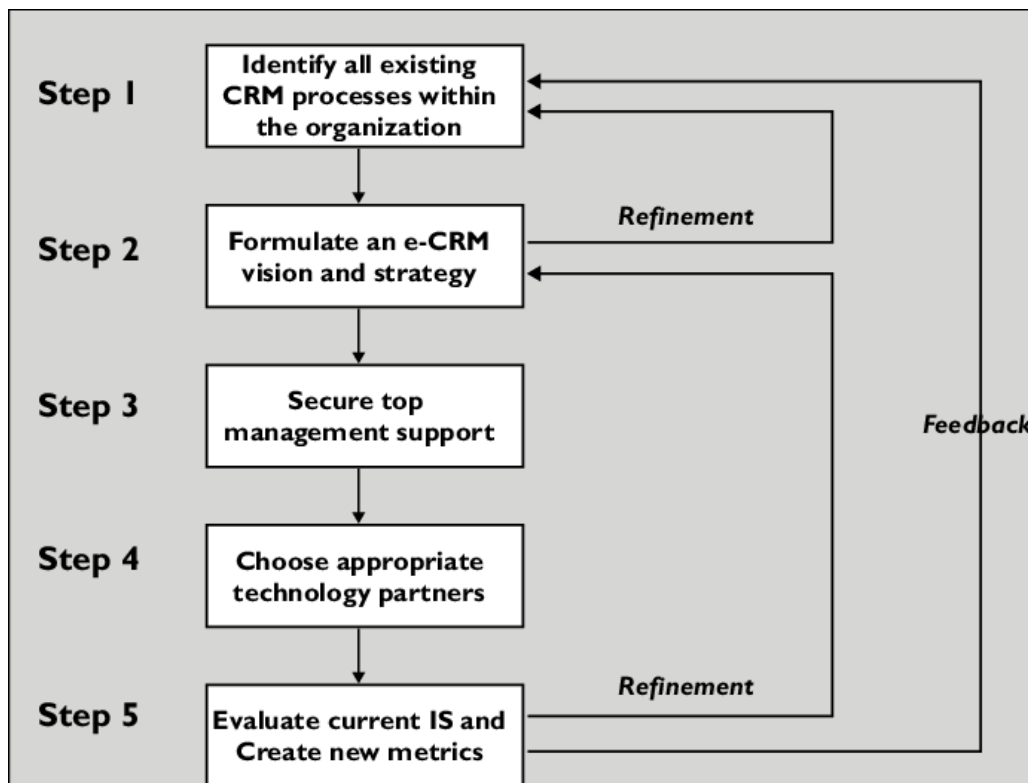 Step 1
Identify all existing
CRM processes within
the organization
Refinement
Step 2
Formulate an e-CRM
vision and strategy
Step 3
Secure top
management support
Feedback
Step 4
Choose appropriate
technology partners
Refinement
Step 5
Evaluate current IS and
Create new metrics